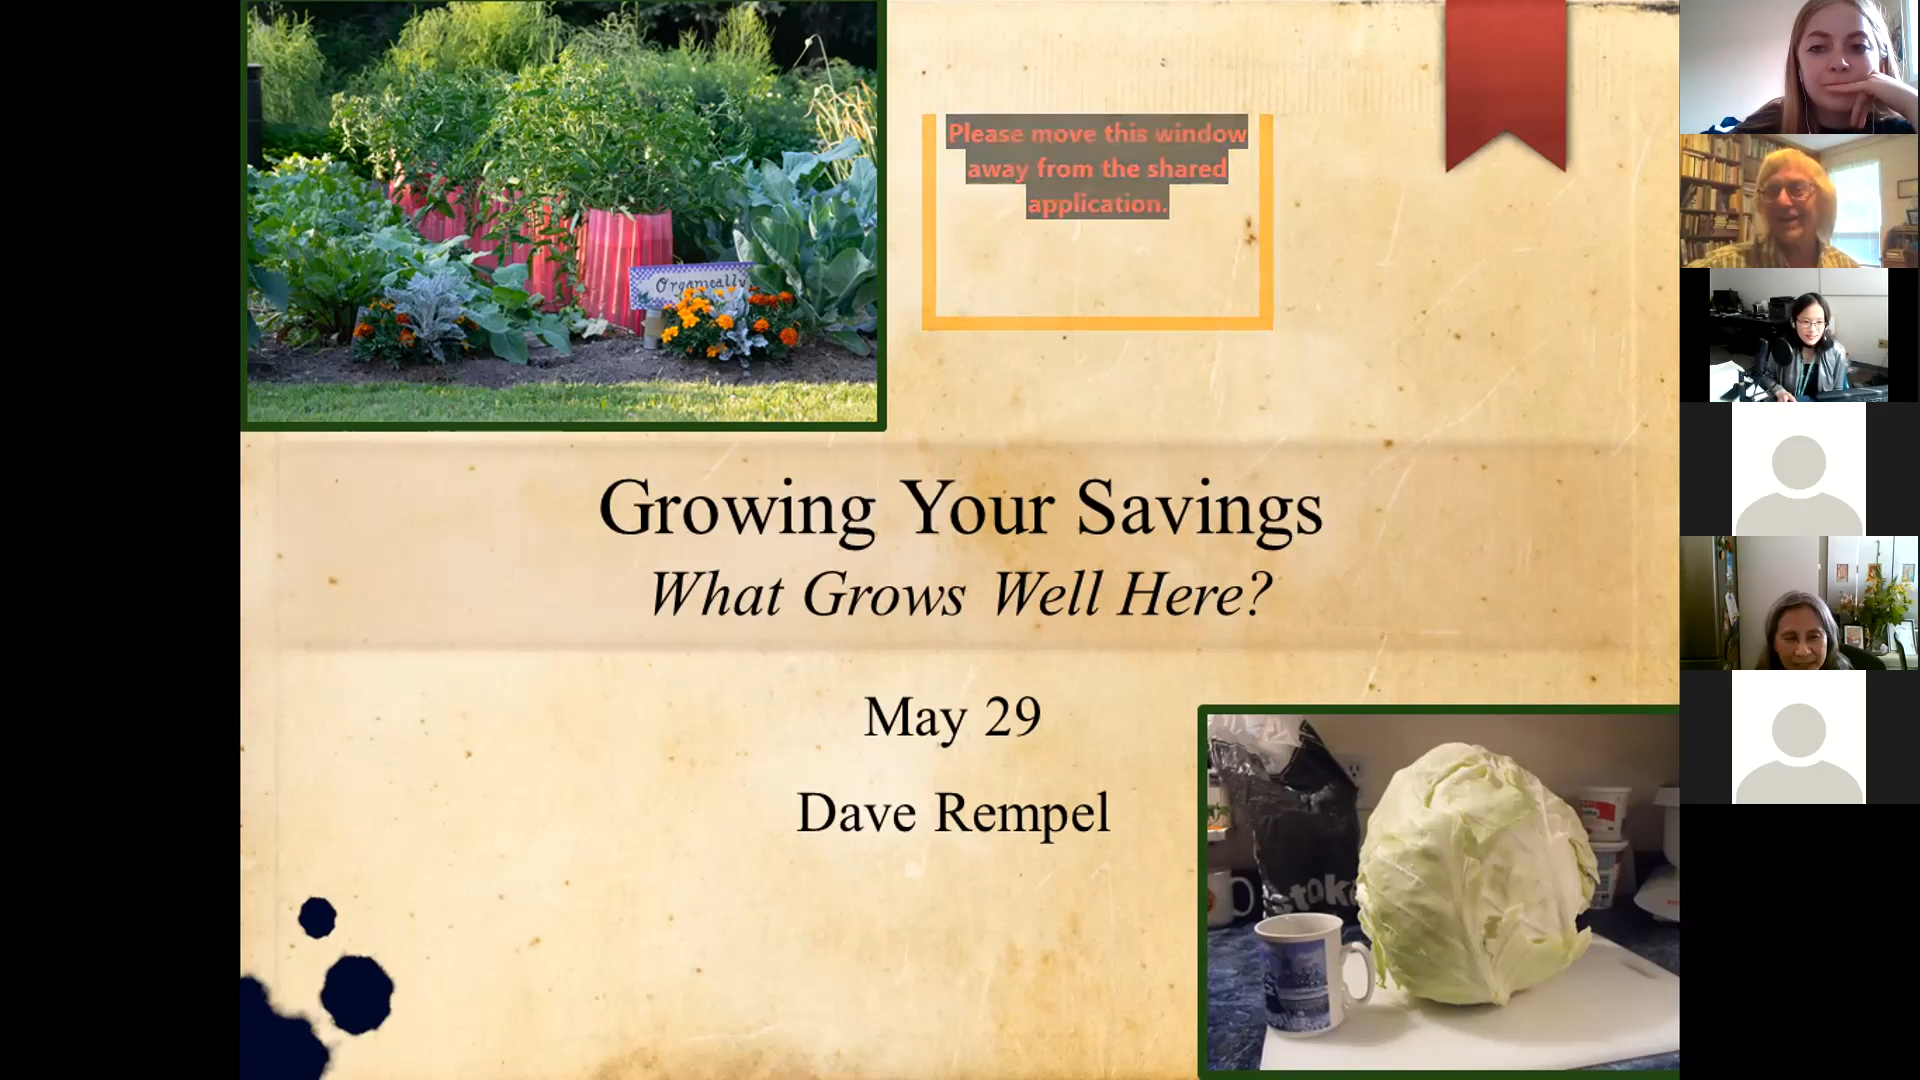 Organically
Please move this window
away from the shared
application.
Growing Your Savings
What Grows Well Here?
May 29
Dave Rempel
stok